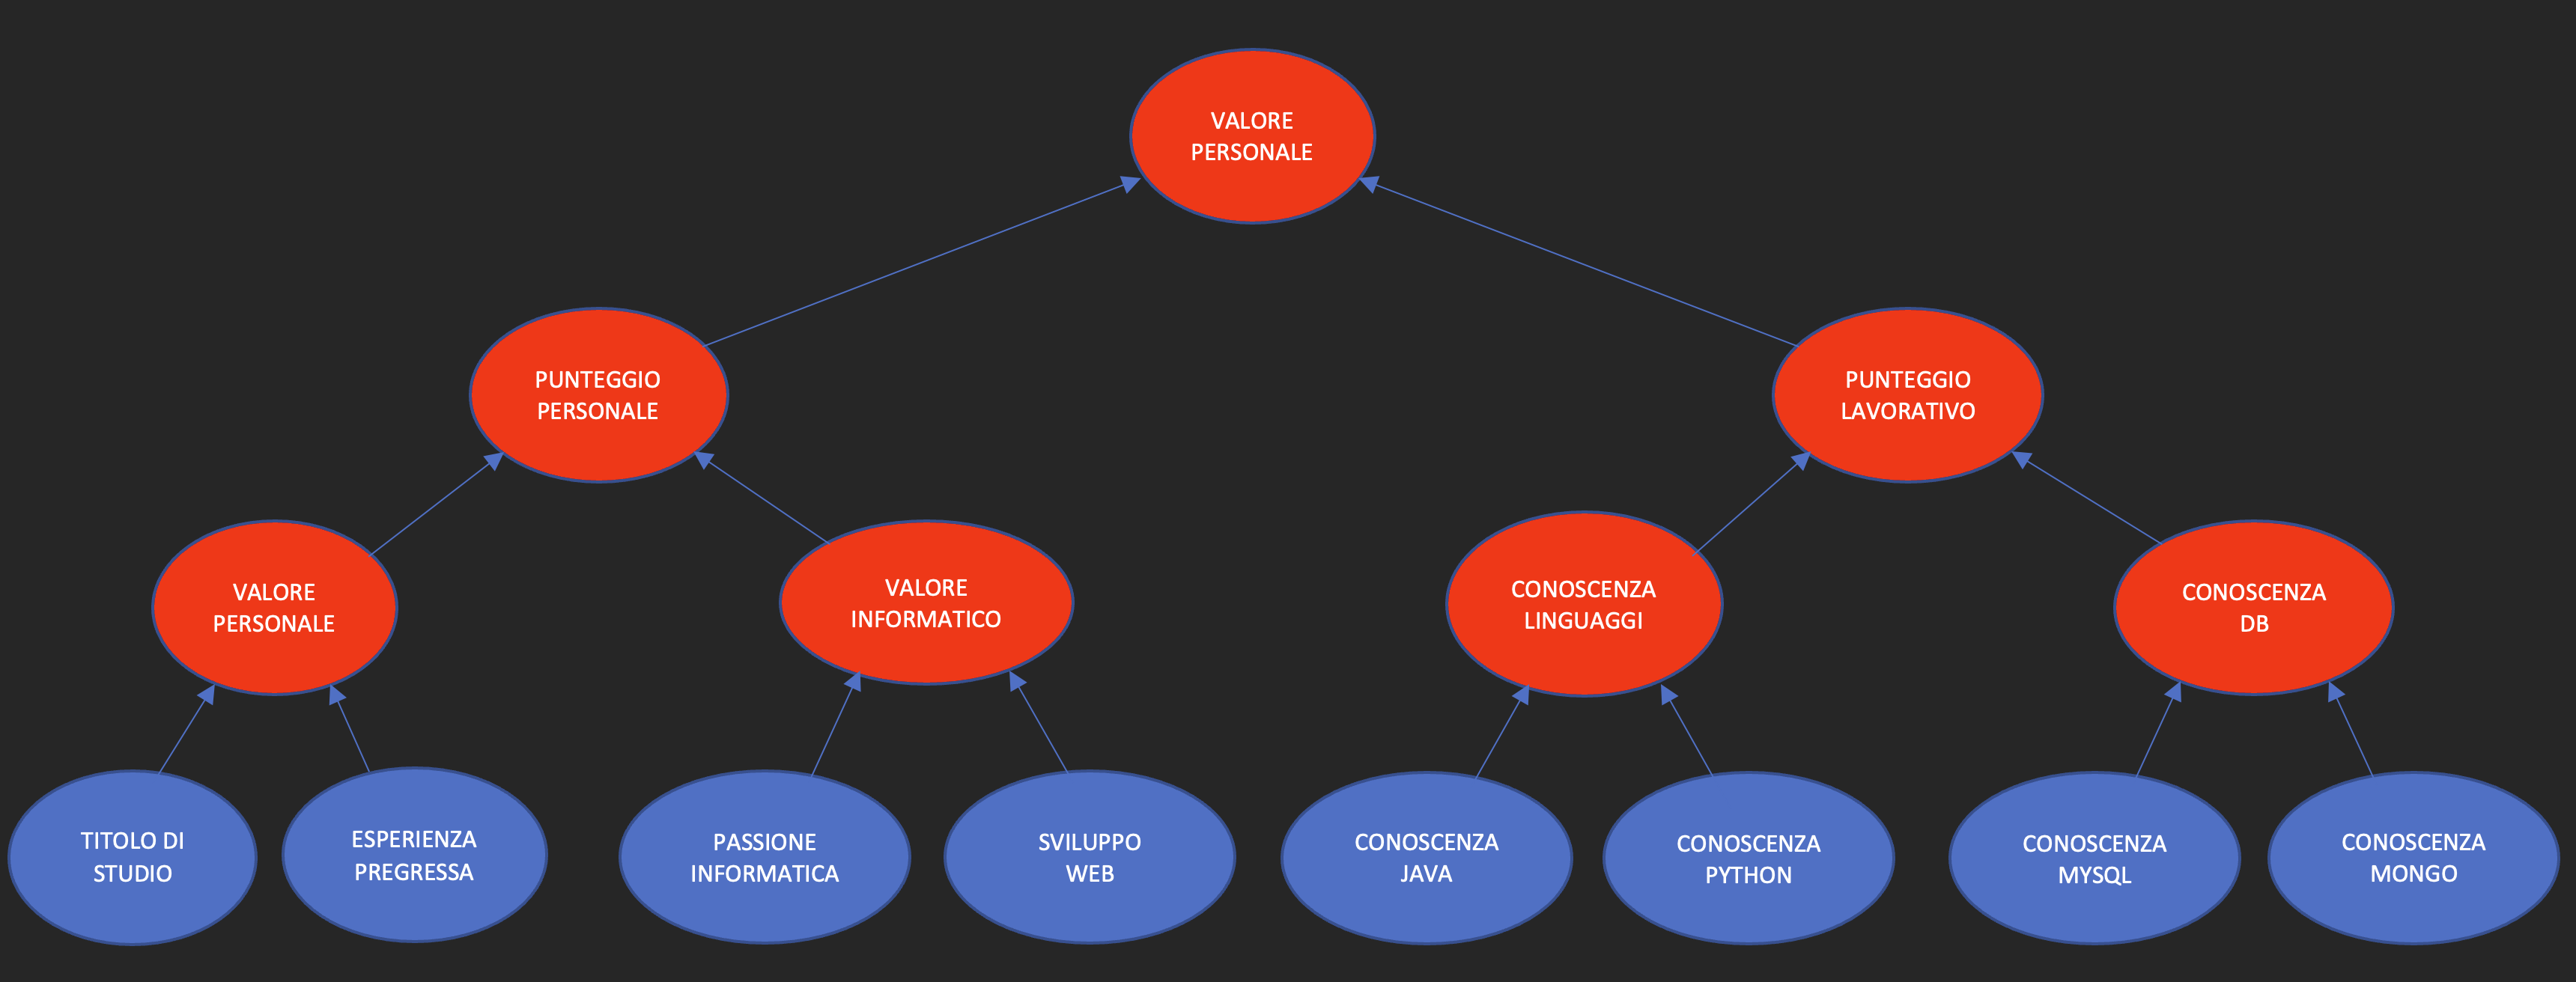 VALORE
PERSONALE
PUNTEGGIO
PERSONALE
PUNTEGGIO
LAVORATIVO
VALORE
PERSONALE
VALORE
INFORMATICO
CONOSCENZA
LINGUAGGI
CONOSCENZA
DB
TITOLO DI
STUDIO
ESPERIENZA
PREGRESSA
PASSIONE
INFORMATICA
SVILUPPO
WEB
CONOSCENZA
JAVA
CONOSCENZA
PYTHON
CONOSCENZA
MYSQL
CONOSCENZA
MONGO